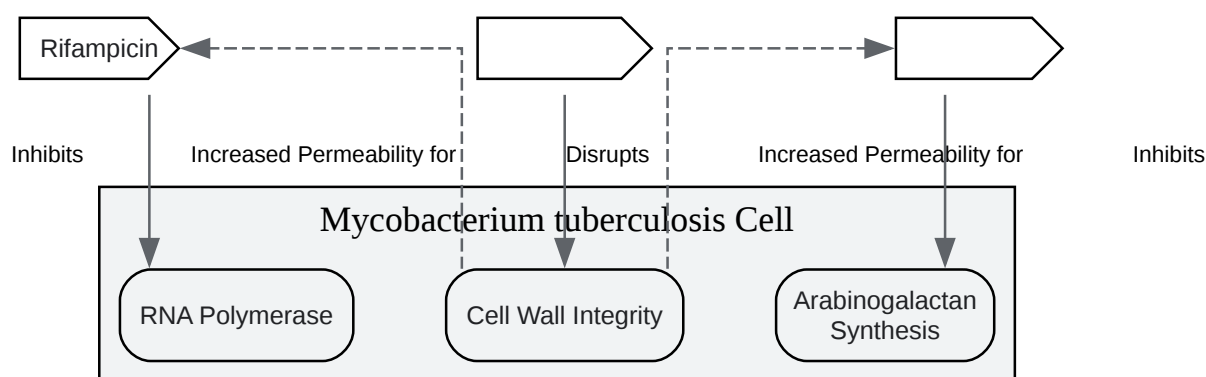 Rifampicin
Inhibits
Increased Permeability for
Disrupts
Increased Permeability for
Inhibits
Mycobacterium tuberculosis Cell
RNA Polymerase
Cell Wall Integrity
Arabinogalactan
Synthesis